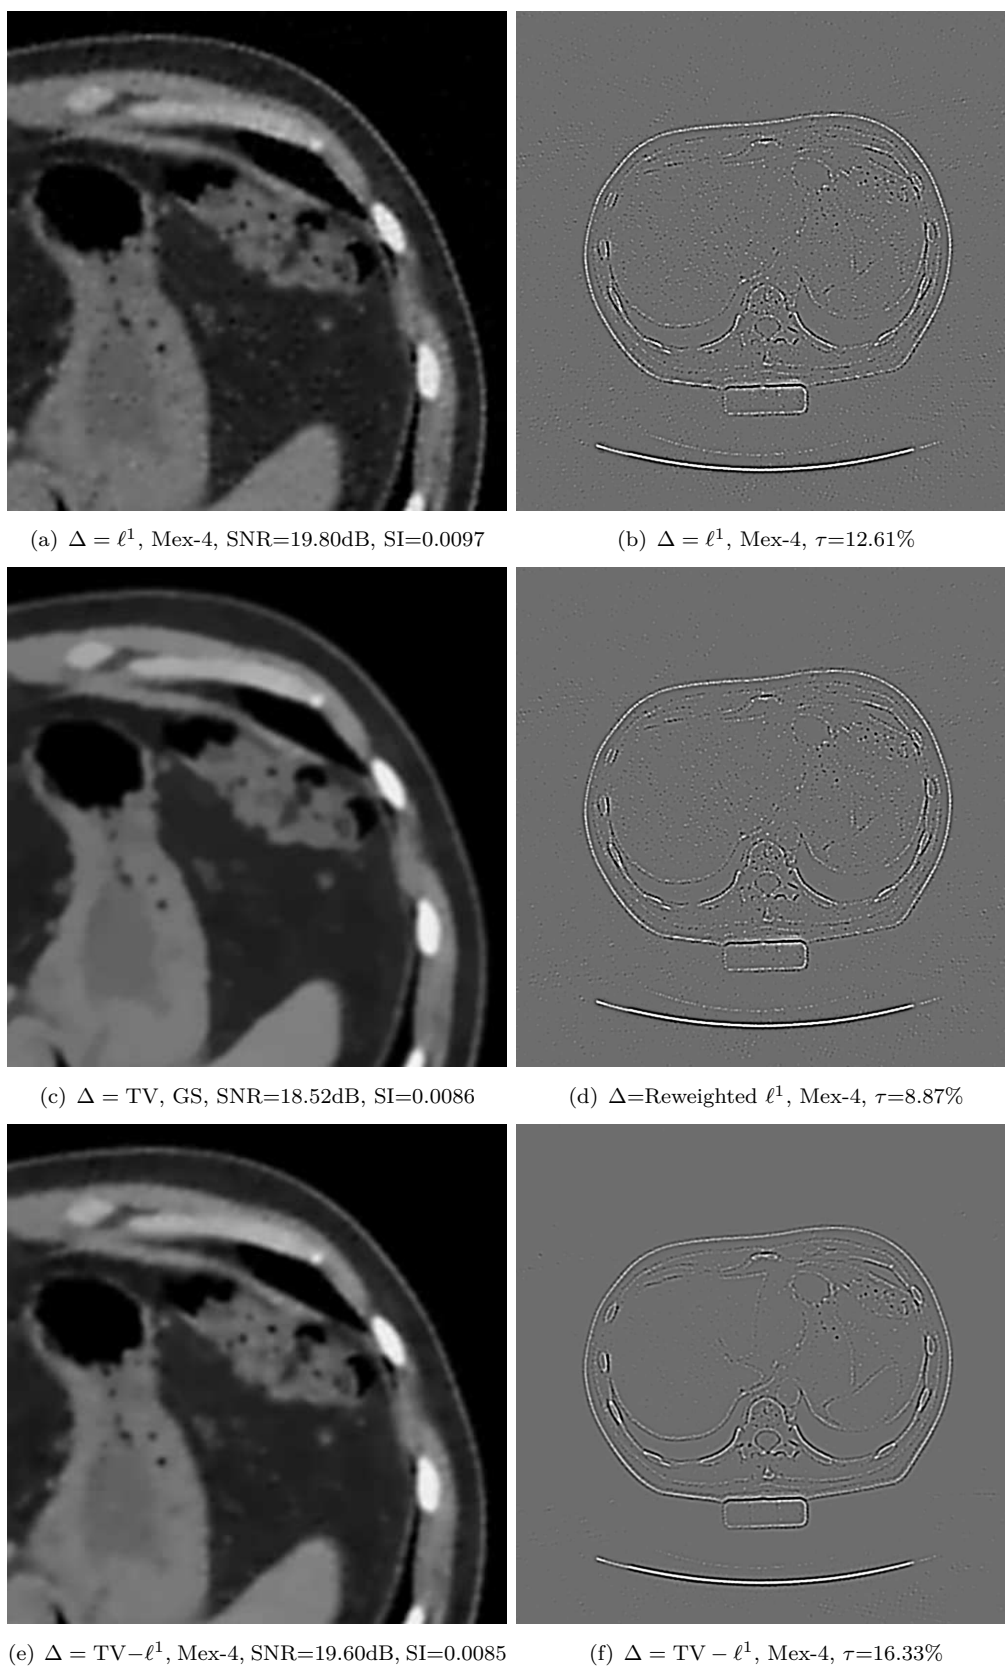 (a) Δ = ℓ¹, Mex-4, SNR=19.80dB, SI=0.0097
(b) Δ = ℓ¹, Mex-4, τ=12.61%
(c) Δ = TV, GS, SNR=18.52dB, SI=0.0086
(d) Δ=Reweighted ℓ¹, Mex-4, τ=8.87%
(e) Δ = TV−ℓ¹, Mex-4, SNR=19.60dB, SI=0.0085
(f) Δ = TV − ℓ¹, Mex-4, τ=16.33%